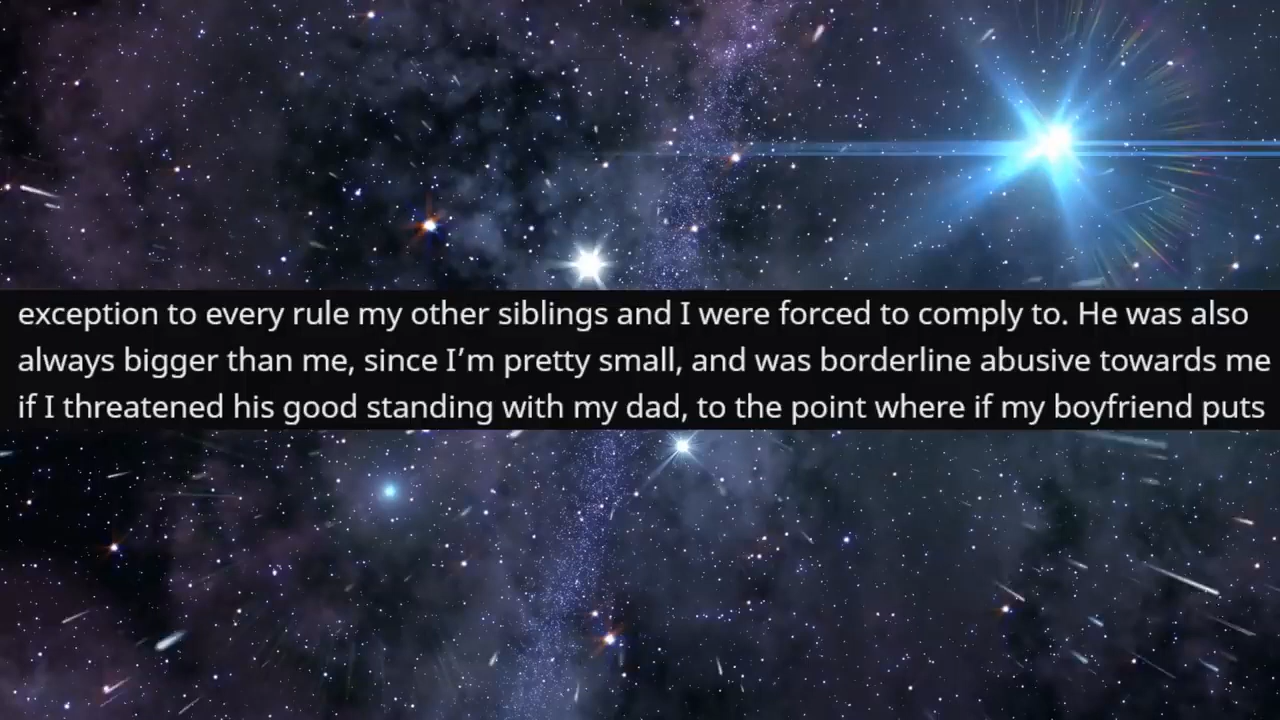 exception to every rule my other siblings and I were forced to comply to. He was also
always bigger than me, since I’m pretty small, and was borderline abusive towards me
if I threatened his good standing with my dad, to the point where if my boyfriend puts